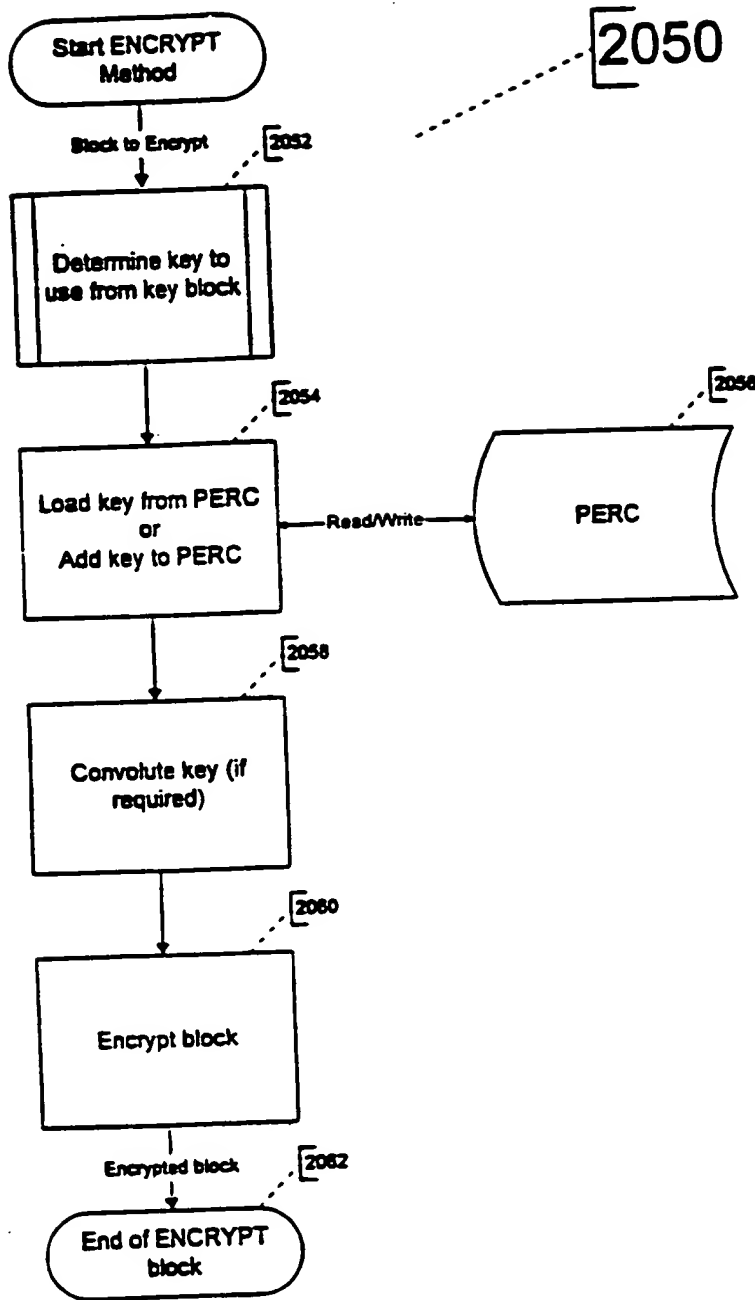 Start ENCRYPT
Method
2050
Block to Encrypt
2052
Determine key to
use from key block
2054
Load key from PERC
or
Add key to PERC
Read/Write
2056
PERC
2058
Convolute key (if
required)
2060
Encrypt block
Encrypted block
2062
End of ENCRYPT
block